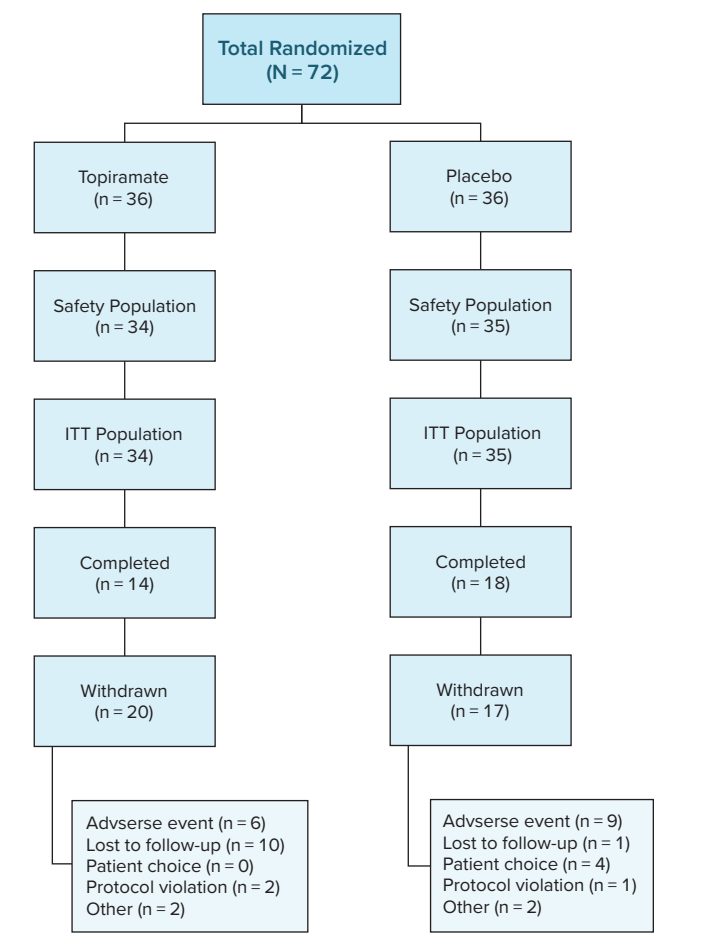 Total Randomized
(N = 72)
Topiramate
(n = 36)
Placebo
(n = 36)
Safety Population
(n = 34)
Safety Population
(n = 35)
ITT Population
(n = 34)
ITT Population
(n = 35)
Completed
(n = 14)
Completed
(n = 18)
Withdrawn
(n = 20)
Withdrawn
(n = 17)
Advserse event (n = 6)
Lost to follow-up (n = 10)
Patient choice (n = 0)
Protocol violation (n = 2)
Other (n = 2)
Advserse event (n = 9)
Lost to follow-up (n = 1)
Patient choice (n = 4)
Protocol violation (n = 1)
Other (n = 2)